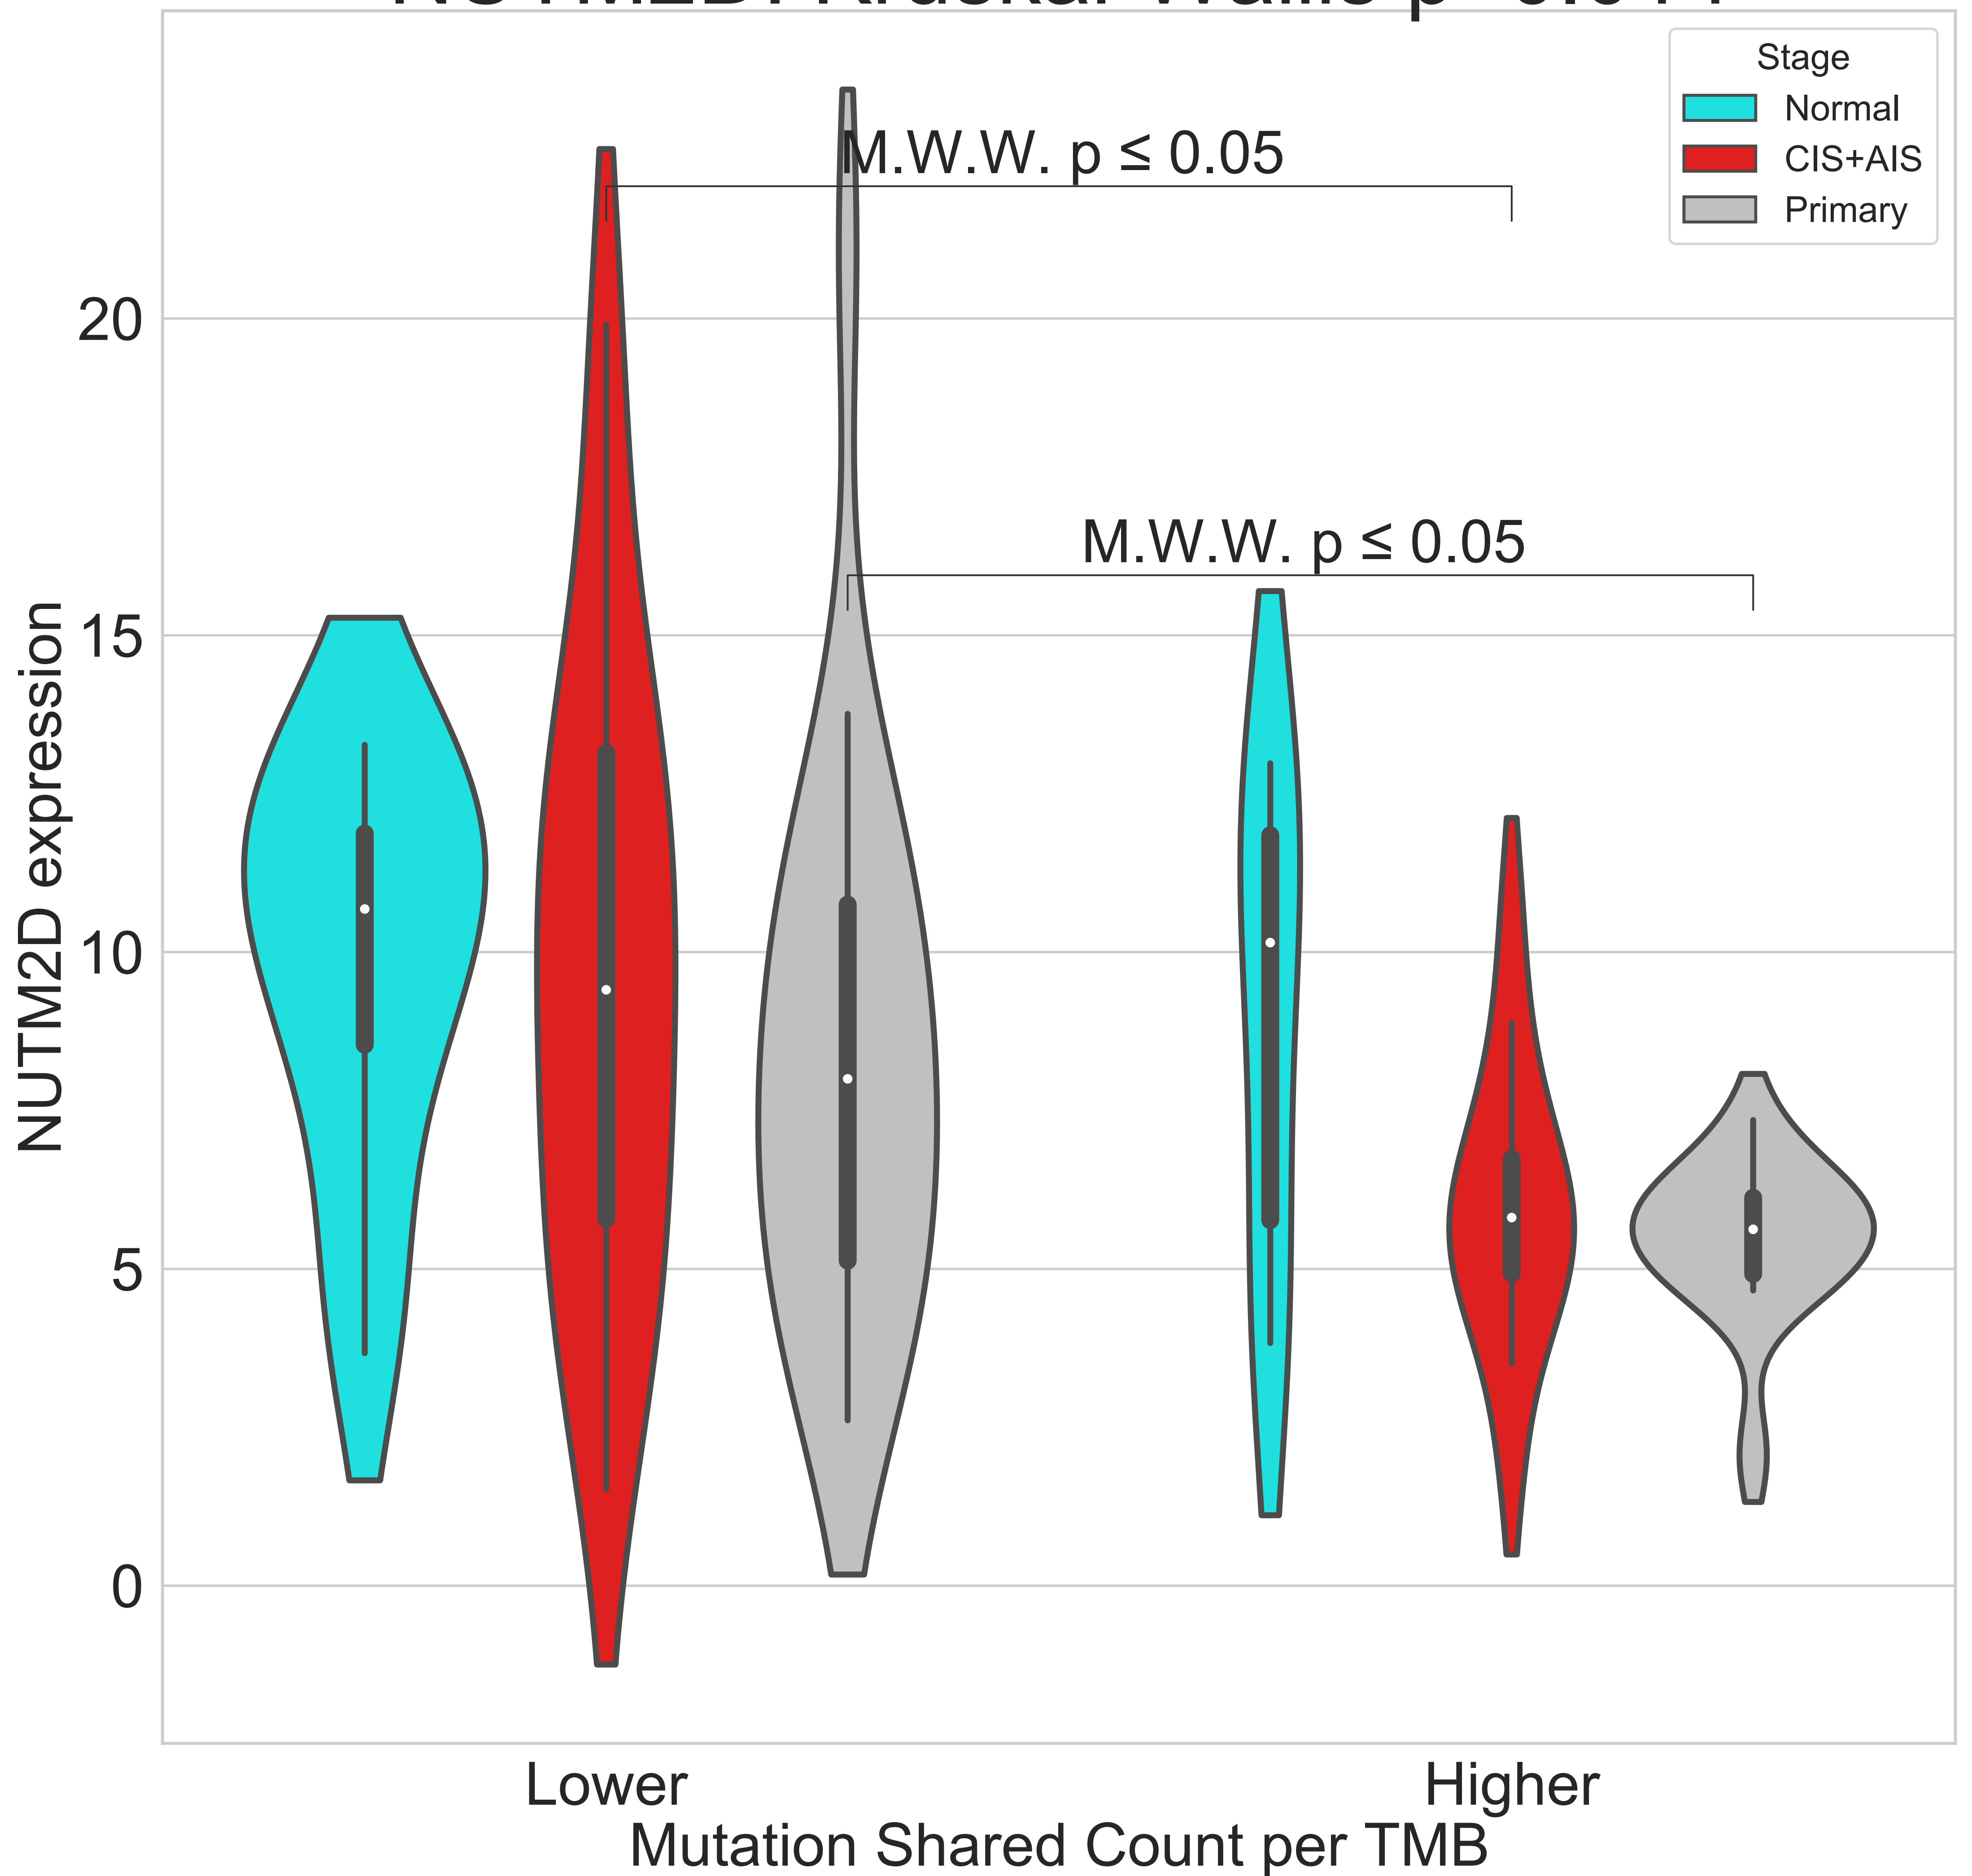 Stage
Normal
CIS+AIS
Primary
M.W.W. p ≤ 0.05
M.W.W. p ≤ 0.05
20
15
10
5
0
NUTM2D expression
Lower
Higher
Mutation Shared Count per TMB